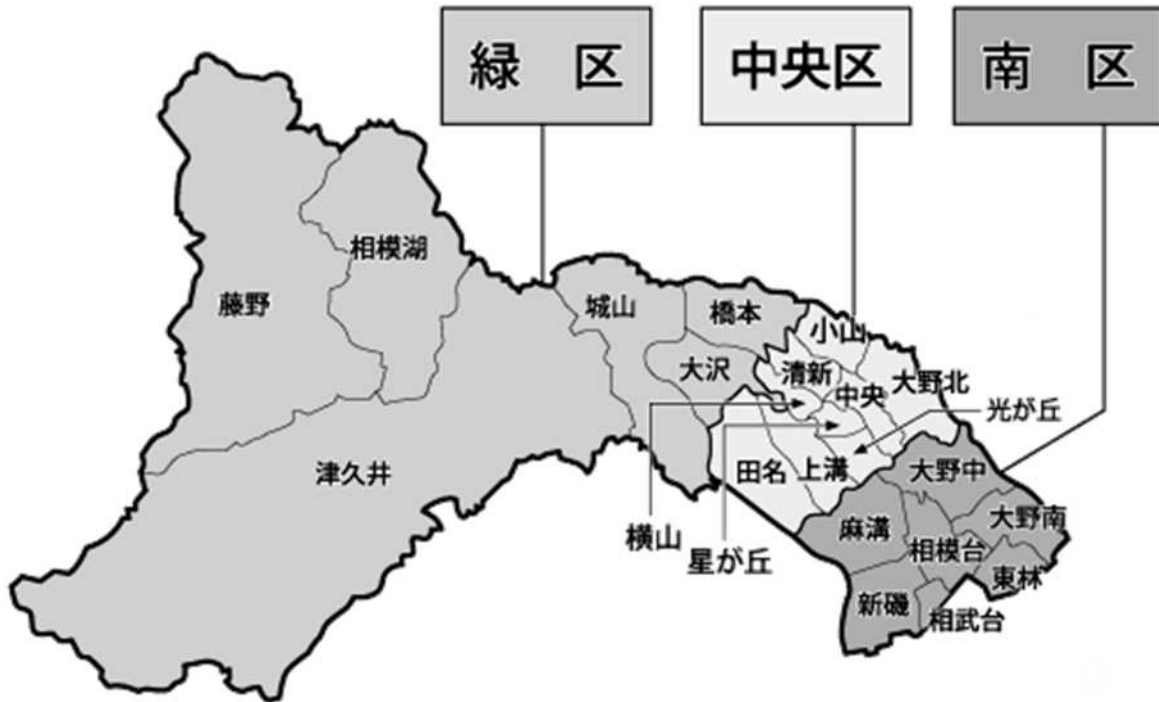 緑 区
中央区
南 区
相模湖
藤野
城山
橋本
小山
大沢
清新
中央
大野北
光が丘
津久井
田名
上溝
大野中
横山
星が丘
麻溝
相模台
大野南
東林
新磯
相武台